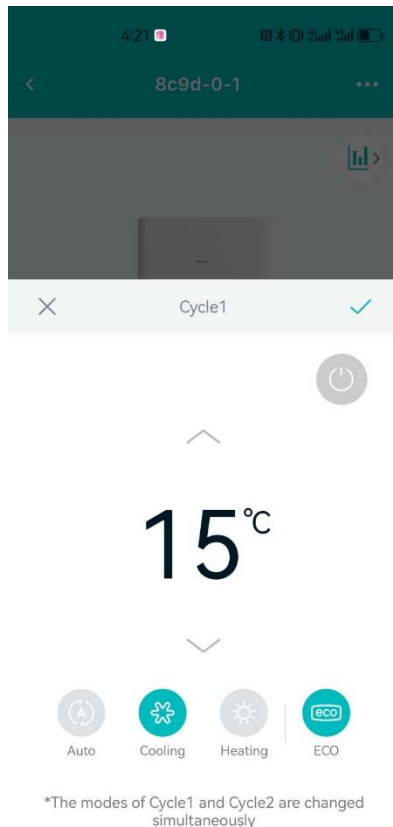 4:21
8c9d-0-1
Cycle1
15°C
Auto
Cooling
Heating
eco
ECO
*The modes of Cycle1 and Cycle2 are changed
simultaneously